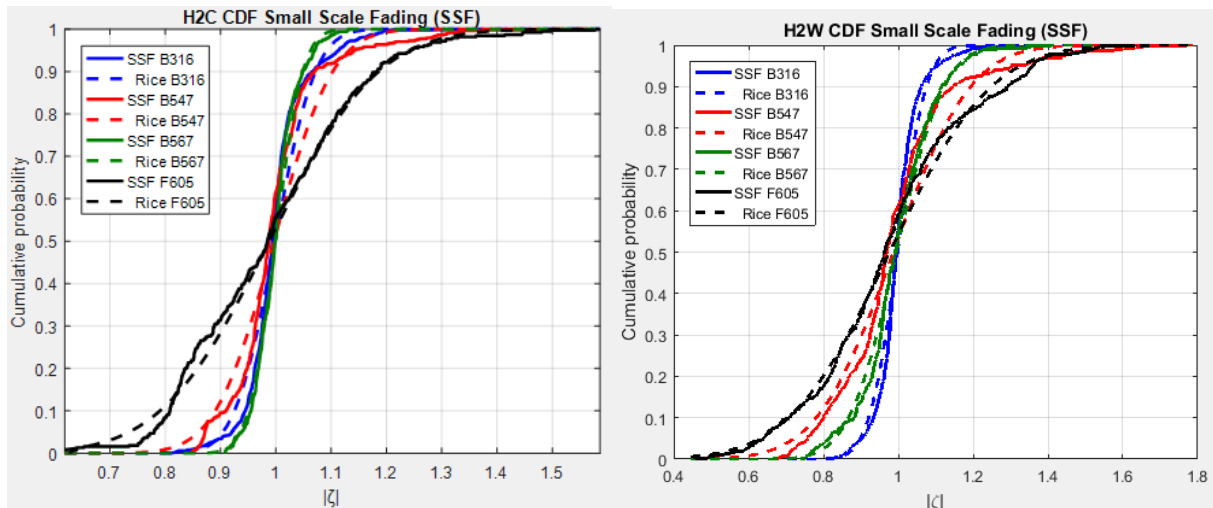 H2C CDF Small Scale Fading (SSF)
1
0.9
0.8
0.7
0.6
0.5
0.4
0.3
0.2
0.1
0
Cumulative probability
SSF B316
Rice B316
SSF B547
Rice B547
SSF B567
Rice B567
SSF F605
Rice F605
0.7 0.8 0.9 1 1.1 1.2 1.3 1.4 1.5
|ζ|
H2W CDF Small Scale Fading (SSF)
1
0.9
0.8
0.7
0.6
0.5
0.4
0.3
0.2
0.1
0
Cumulative probability
SSF B316
Rice B316
SSF B547
Rice B547
SSF B567
Rice B567
SSF F605
Rice F605
0.4 0.6 0.8 1 1.2 1.4 1.6 1.8
|ζ|